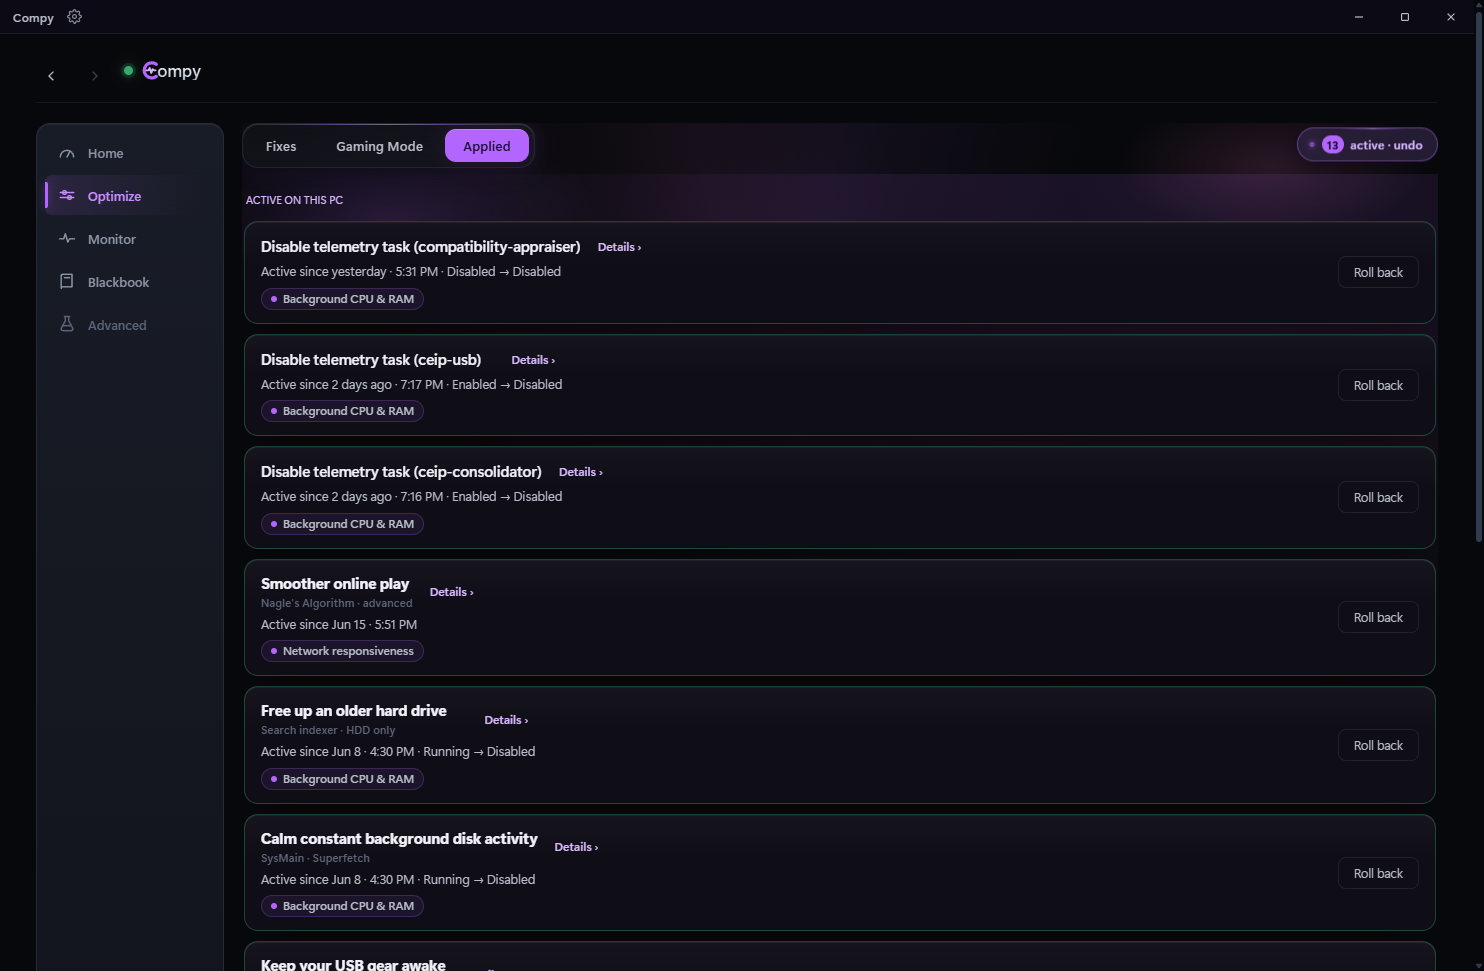 Compy
Compy
Home
Optimize
Monitor
Blackbook
Advanced
Fixes
Gaming Mode
Applied
13 active · undo
ACTIVE ON THIS PC
Disable telemetry task (compatibility-appraiser) Details ›
Active since yesterday · 5:31 PM · Disabled → Disabled
Background CPU & RAM
Roll back
Disable telemetry task (ceip-usb) Details ›
Active since 2 days ago · 7:17 PM · Enabled → Disabled
Background CPU & RAM
Roll back
Disable telemetry task (ceip-consolidator) Details ›
Active since 2 days ago · 7:16 PM · Enabled → Disabled
Background CPU & RAM
Roll back
Smoother online play Details ›
Nagle's Algorithm · advanced
Active since Jun 15 · 5:51 PM
Network responsiveness
Roll back
Free up an older hard drive Details ›
Search indexer · HDD only
Active since Jun 8 · 4:30 PM · Running → Disabled
Background CPU & RAM
Roll back
Calm constant background disk activity Details ›
SysMain · Superfetch
Active since Jun 8 · 4:30 PM · Running → Disabled
Background CPU & RAM
Roll back
Keep your USB gear awake